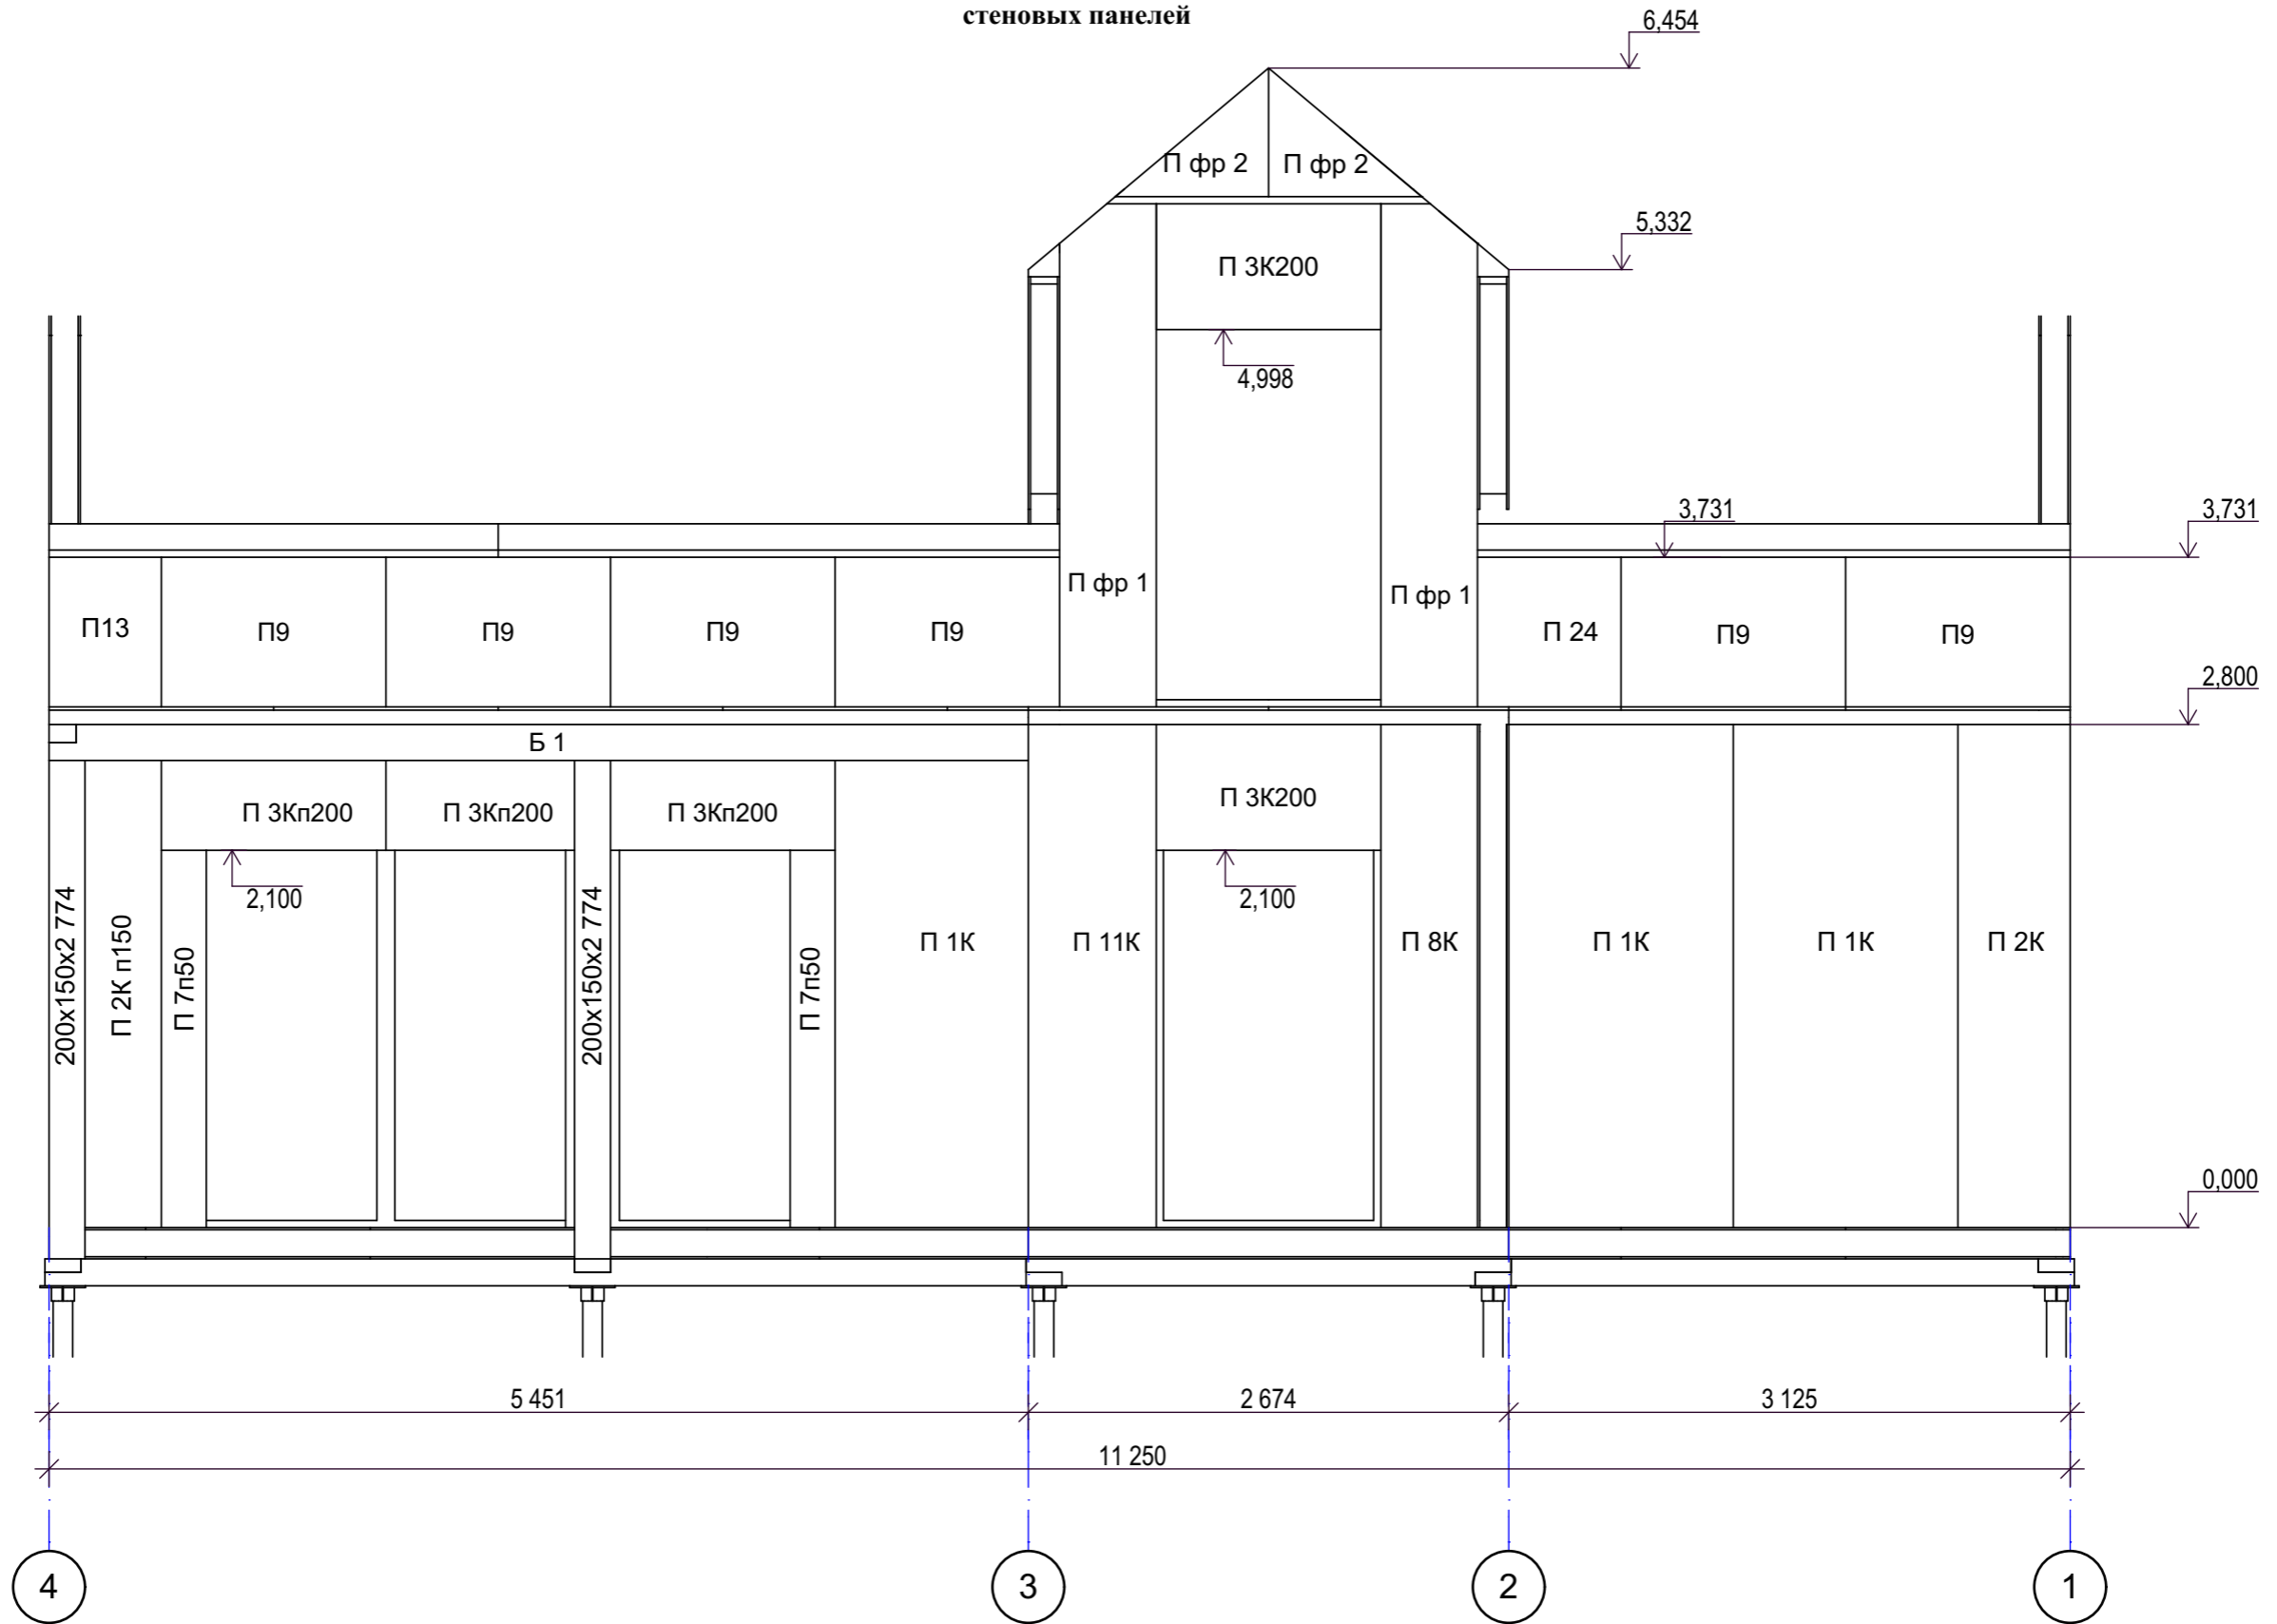 стеновых панелей
6,454
П фр 2
П фр 2
5,332
П 3К200
4,998
3,731
3,731
П фр 1
П фр 1
П13
П9
П9
П9
П9
П 24
П9
П9
2,800
Б 1
П 3Кп200
П 3Кп200
П 3Кп200
П 3К200
2,100
2,100
200х150х2 774
П 2К п150
П 7п50
200х150х2 774
П 7п50
П 1К
П 11К
П 8К
П 1К
П 1К
П 2К
0,000
5 451
2 674
3 125
11 250
4
3
2
1